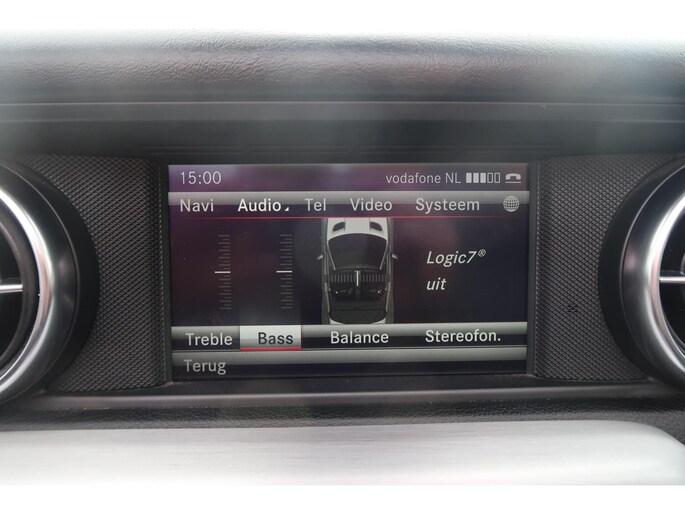 15:00 vodafone NL
Navi Audio Tel Video Systeem
Logic7®
uit
Treble Bass Balance Stereofon.
Terug